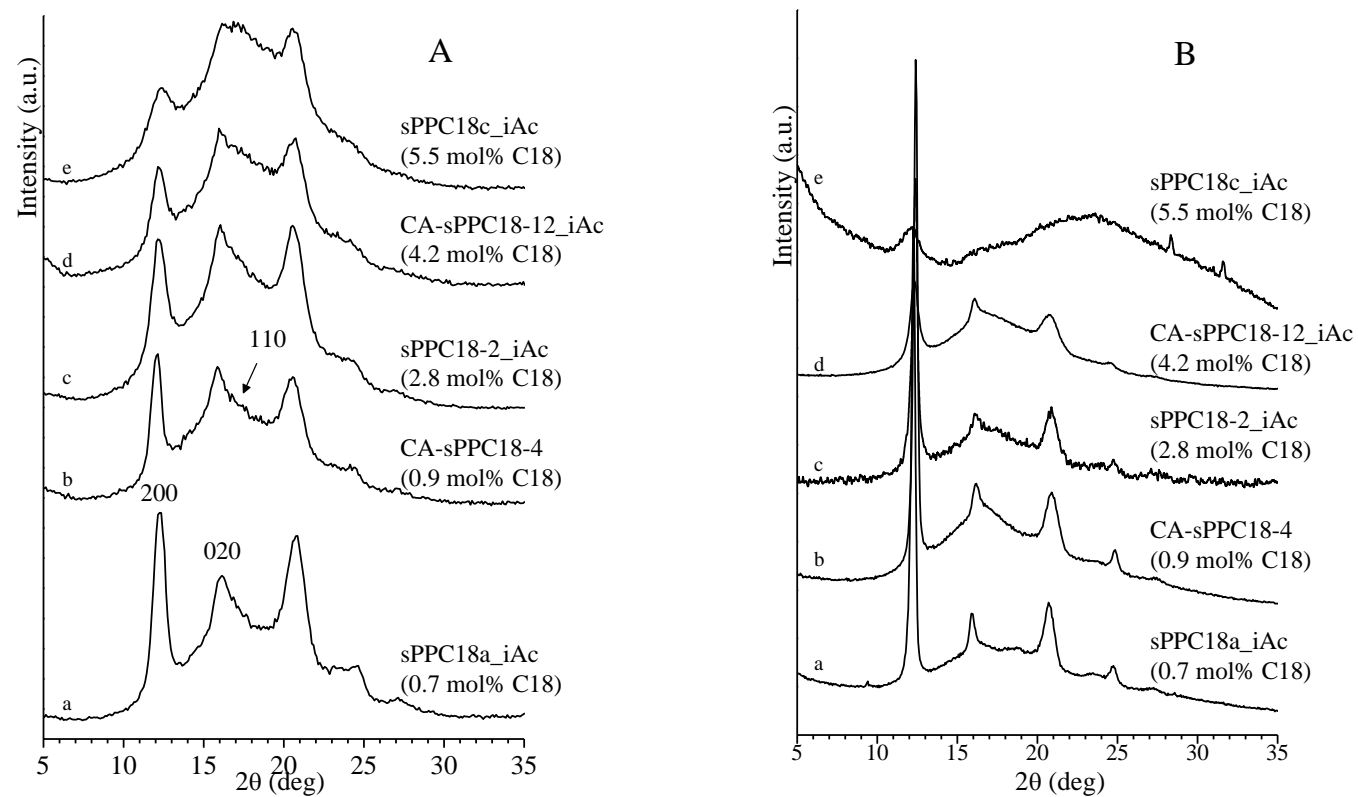 A
Intensity (a.u.)
e
sPPC18c_iAc
(5.5 mol% C18)
d
CA-sPPC18-12_iAc
(4.2 mol% C18)
110
c
sPPC18-2_iAc
(2.8 mol% C18)
b
CA-sPPC18-4
(0.9 mol% C18)
200
020
a
sPPC18a_iAc
(0.7 mol% C18)
5 10 15 20 25 30 35
2θ (deg)
B
Intensity (a.u.)
e
sPPC18c_iAc
(5.5 mol% C18)
d
CA-sPPC18-12_iAc
(4.2 mol% C18)
c
sPPC18-2_iAc
(2.8 mol% C18)
b
CA-sPPC18-4
(0.9 mol% C18)
a
sPPC18a_iAc
(0.7 mol% C18)
5 10 15 20 25 30 35
2θ (deg)